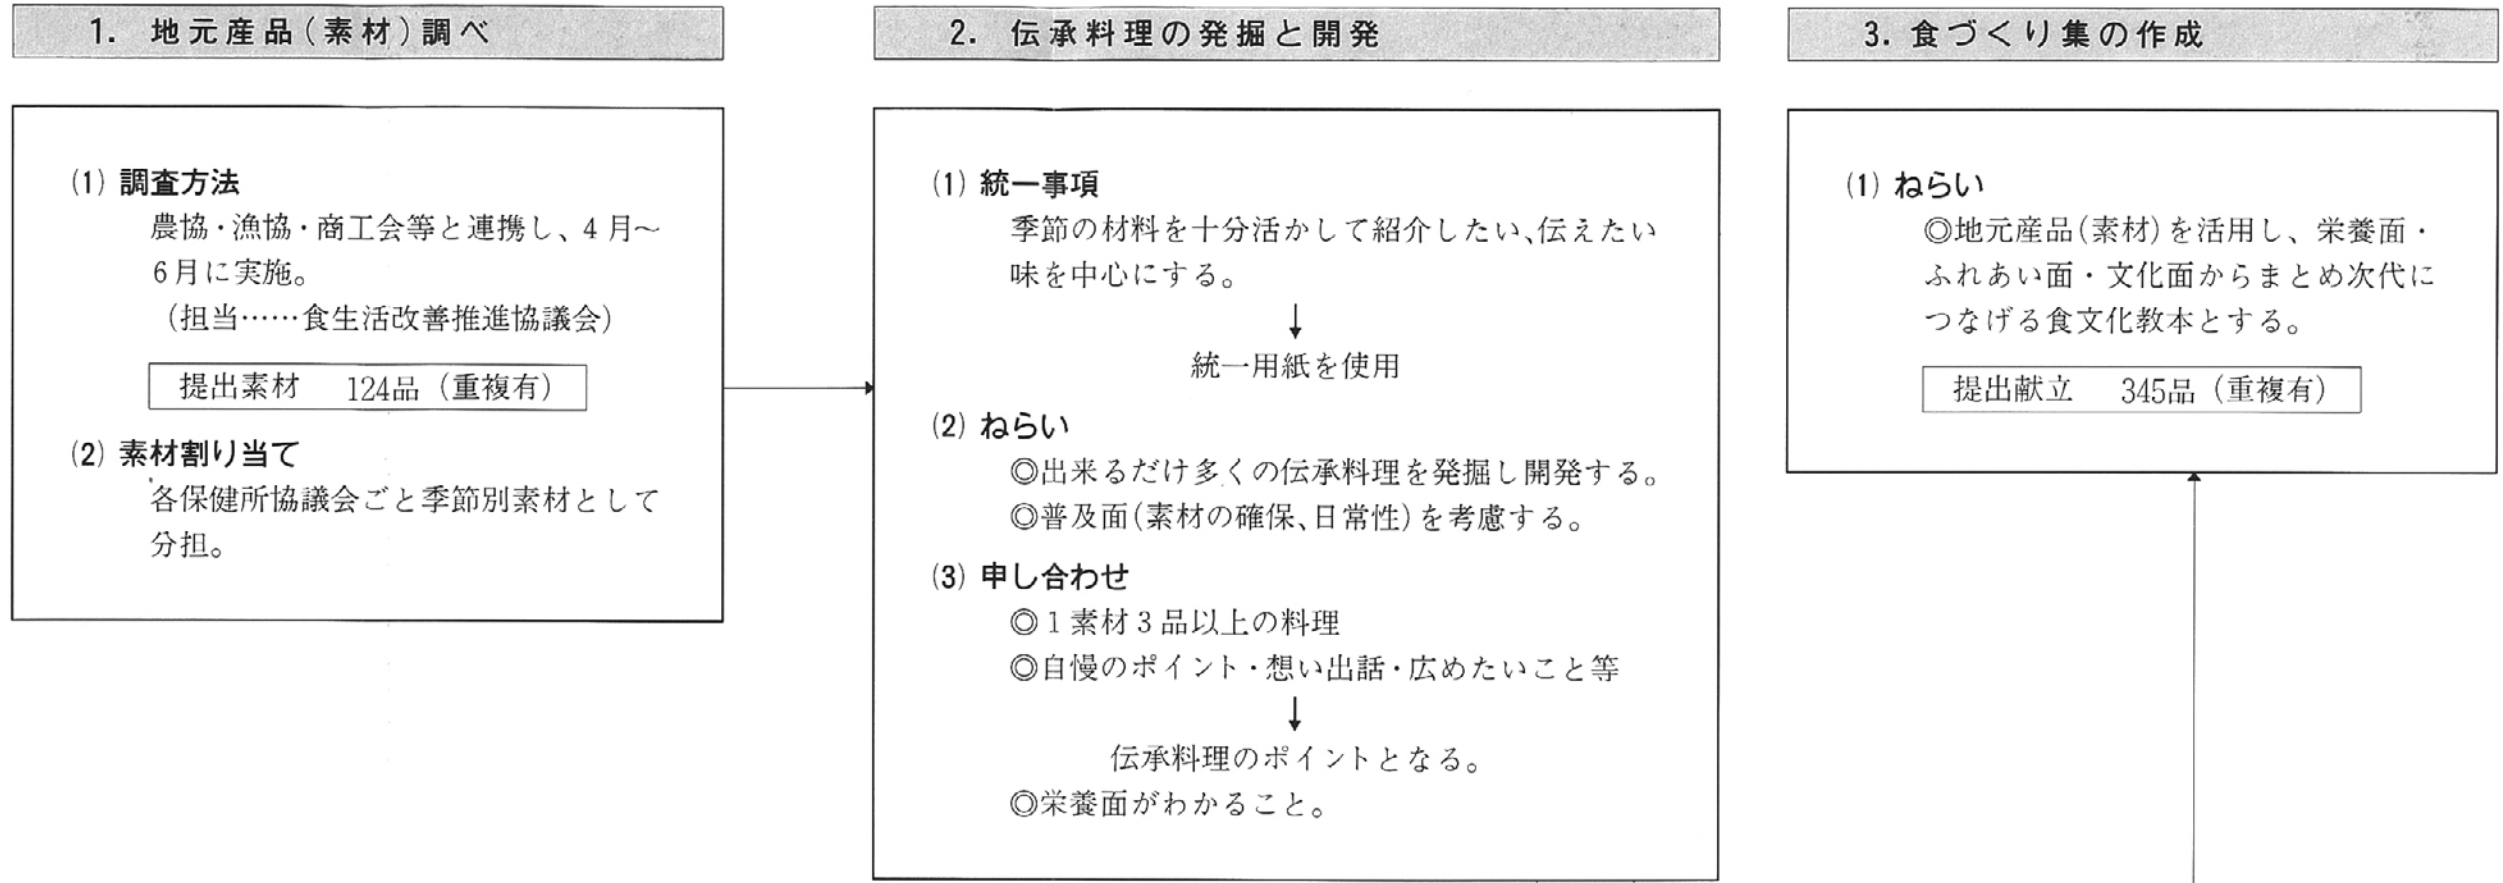 1. 地元産品(素材)調べ
(1) 調査方法
農協・漁協・商工会等と連携し、4月～
6月に実施。
(担当……食生活改善推進協議会)
提出素材 124品（重複有）
(2) 素材割り当て
各保健所協議会ごと季節別素材として
分担。
2. 伝承料理の発掘と開発
(1) 統一事項
季節の材料を十分活かして紹介したい、伝えたい
味を中心にする。
↓
統一用紙を使用
(2) ねらい
◎出来るだけ多くの伝承料理を発掘し開発する。
◎普及面(素材の確保、日常性)を考慮する。
(3) 申し合わせ
◎1素材3品以上の料理
◎自慢のポイント・想い出話・広めたいこと等
↓
伝承料理のポイントとなる。
◎栄養面がわかること。
3. 食づくり集の作成
(1) ねらい
◎地元産品(素材)を活用し、栄養面・
ふれあい面・文化面からまとめ次代に
つなげる食文化教本とする。
提出献立 345品（重複有）